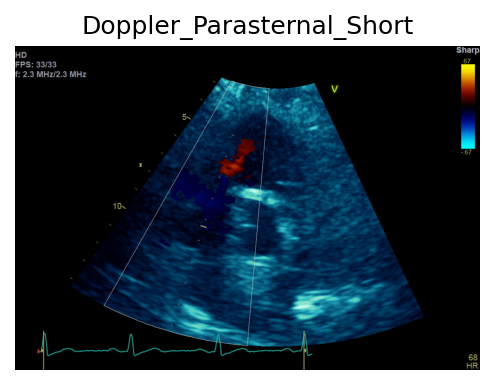 Doppler_Parasternal_Short
HD
FPS: 33/33
f: 2.3 MHz/2.3 MHz
Sharp
67
V
5
x
10
-67
68
HR